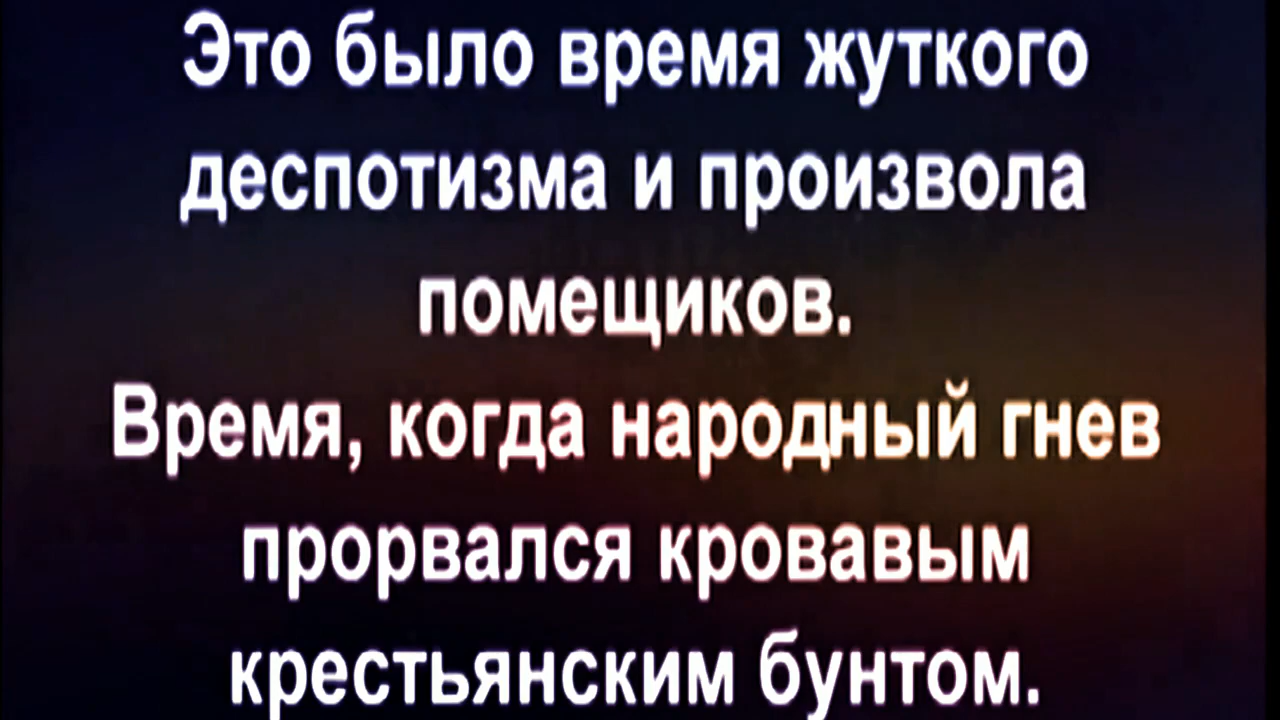 Это было время жуткого
деспотизма и произвола
помещиков.
Время, когда народный гнев
прорвался кровавым
крестьянским бунтом.